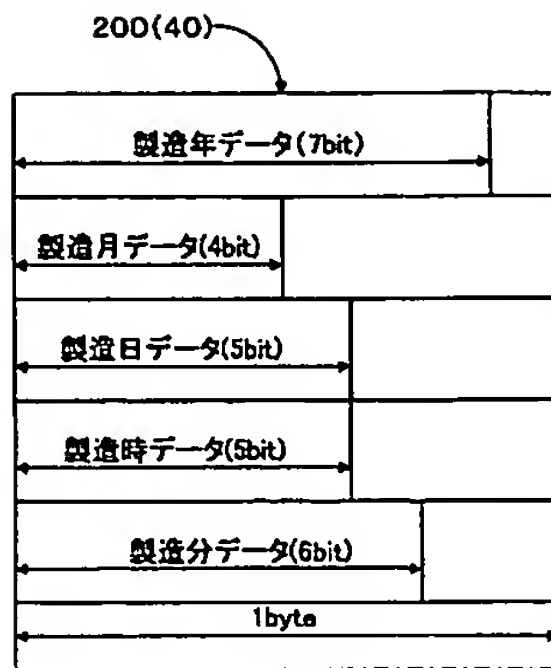 200(40)
製造年データ(7bit)
製造月データ(4bit)
製造日データ(5bit)
製造時データ(5bit)
製造分データ(6bit)
1byte